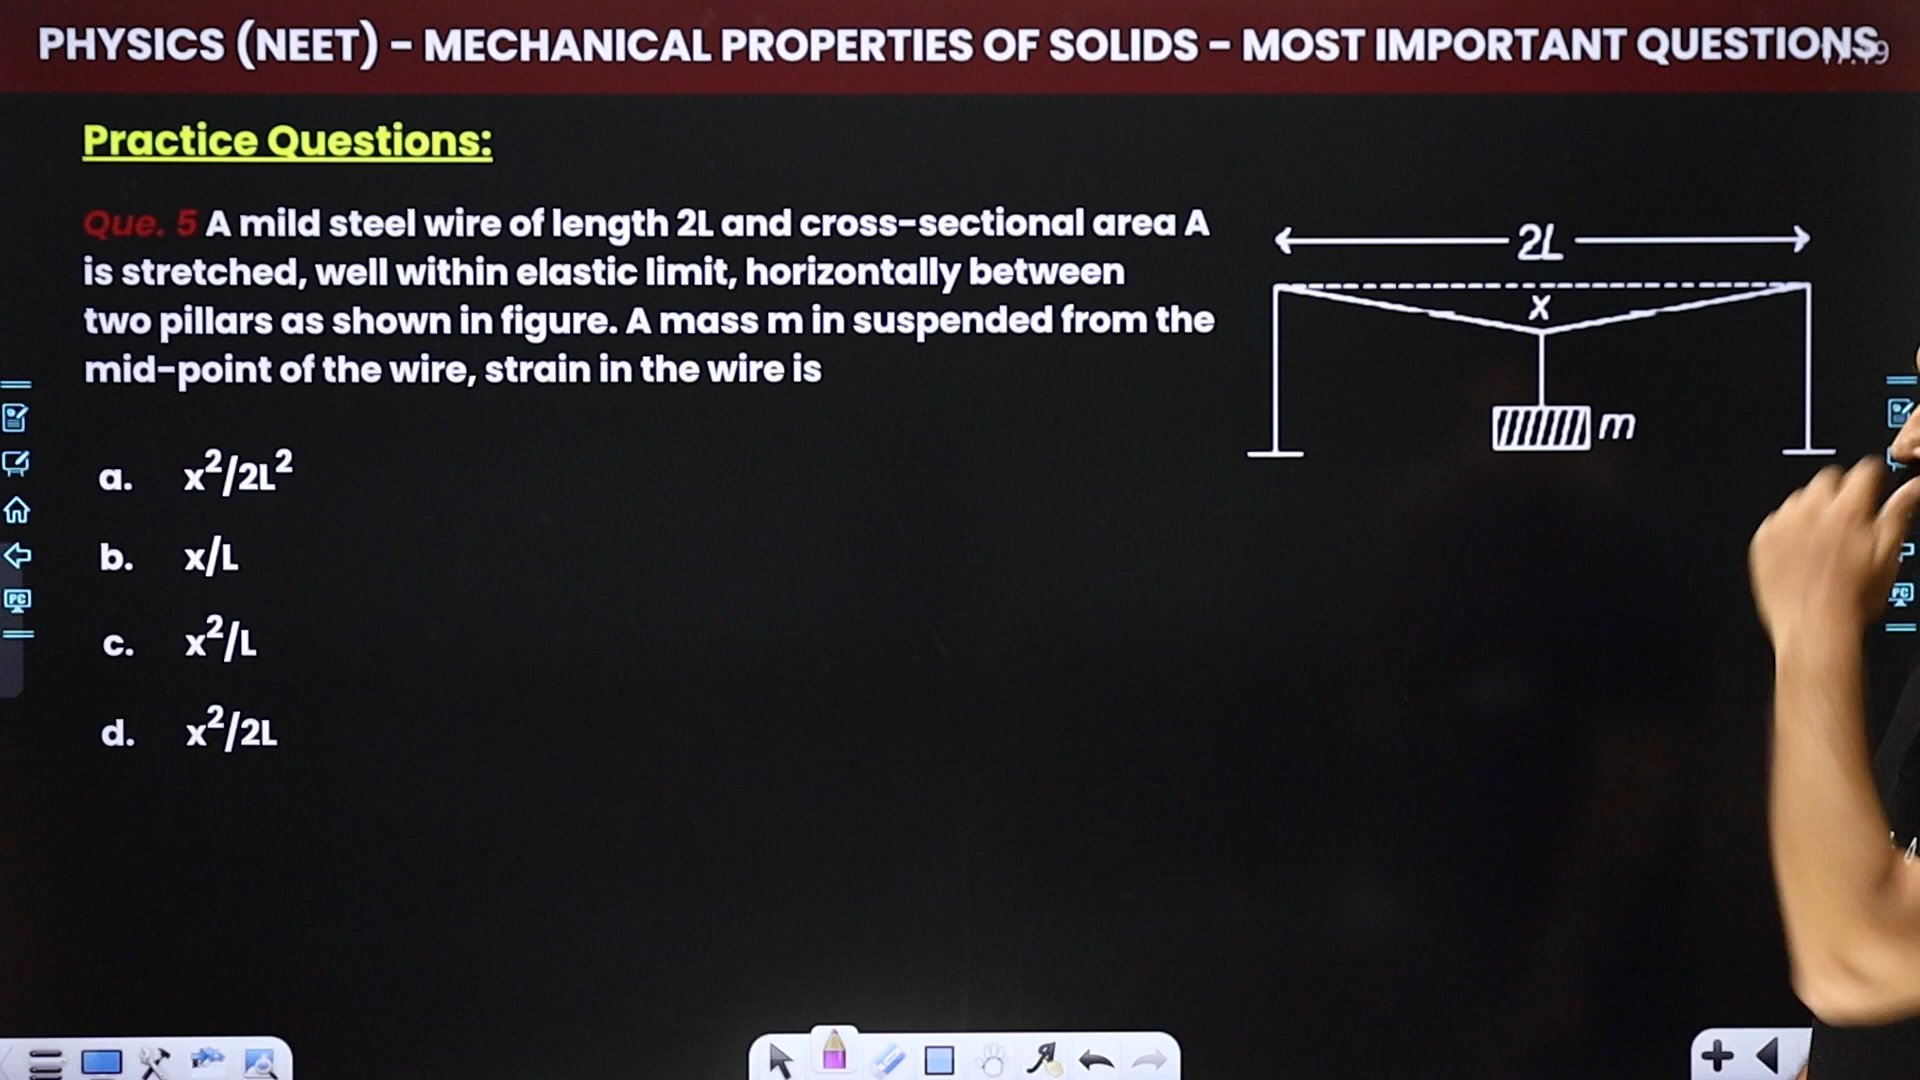 PHYSICS (NEET) – MECHANICAL PROPERTIES OF SOLIDS – MOST IMPORTANT QUESTIONS
Practice Questions:
Que. 5 A mild steel wire of length 2L and cross-sectional area A
is stretched, well within elastic limit, horizontally between
two pillars as shown in figure. A mass m in suspended from the
mid-point of the wire, strain in the wire is
2L
x
m
a. x²/2L²
b. x/L
c. x²/L
d. x²/2L
PC
PC